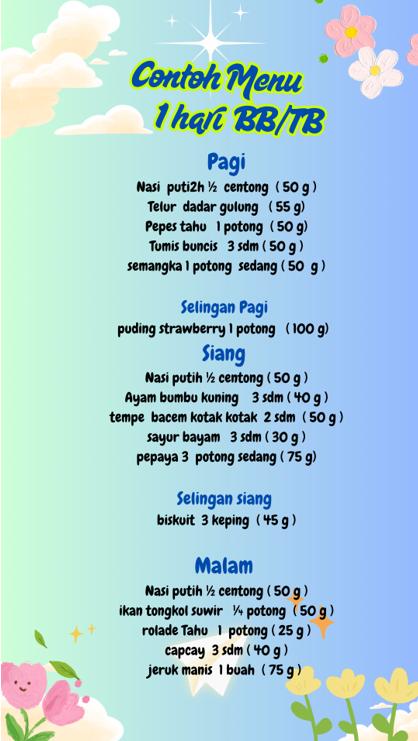 Contoh Menu
1 hari BB/TB
Pagi
Nasi puti2h ½ centong ( 50 g )
Telur dadar gulung ( 55 g)
Pepes tahu 1 potong ( 50 g)
Tumis buncis 3 sdm ( 50 g )
semangka 1 potong sedang ( 50 g )
Selingan Pagi
puding strawberry 1 potong ( 100 g)
Siang
Nasi putih ½ centong ( 50 g )
Ayam bumbu kuning 3 sdm ( 40 g )
tempe bacem kotak kotak 2 sdm ( 50 g )
sayur bayam 3 sdm ( 30 g )
pepaya 3 potong sedang ( 75 g)
Selingan siang
biskuit 3 keping ( 45 g )
Malam
Nasi putih ½ centong ( 50 g )
ikan tongkol suwir ¼ potong ( 50 g )
rolade Tahu 1 potong ( 25 g )
capcay 3 sdm ( 40 g )
jeruk manis 1 buah ( 75 g )